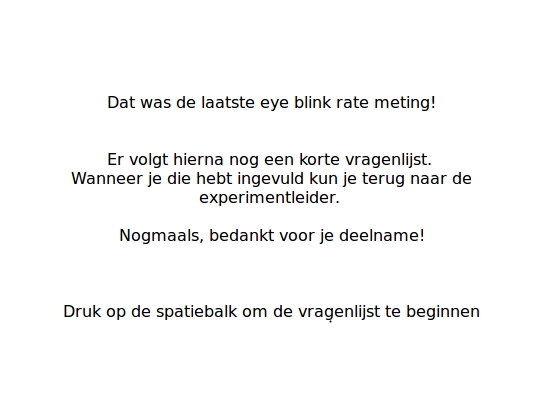 Dat was de laatste eye blink rate meting!
Er volgt hierna nog een korte vragenlijst.
Wanneer je die hebt ingevuld kun je terug naar de
experimentleider.
Nogmaals, bedankt voor je deelname!
Druk op de spatiebalk om de vragenlijst te beginnen